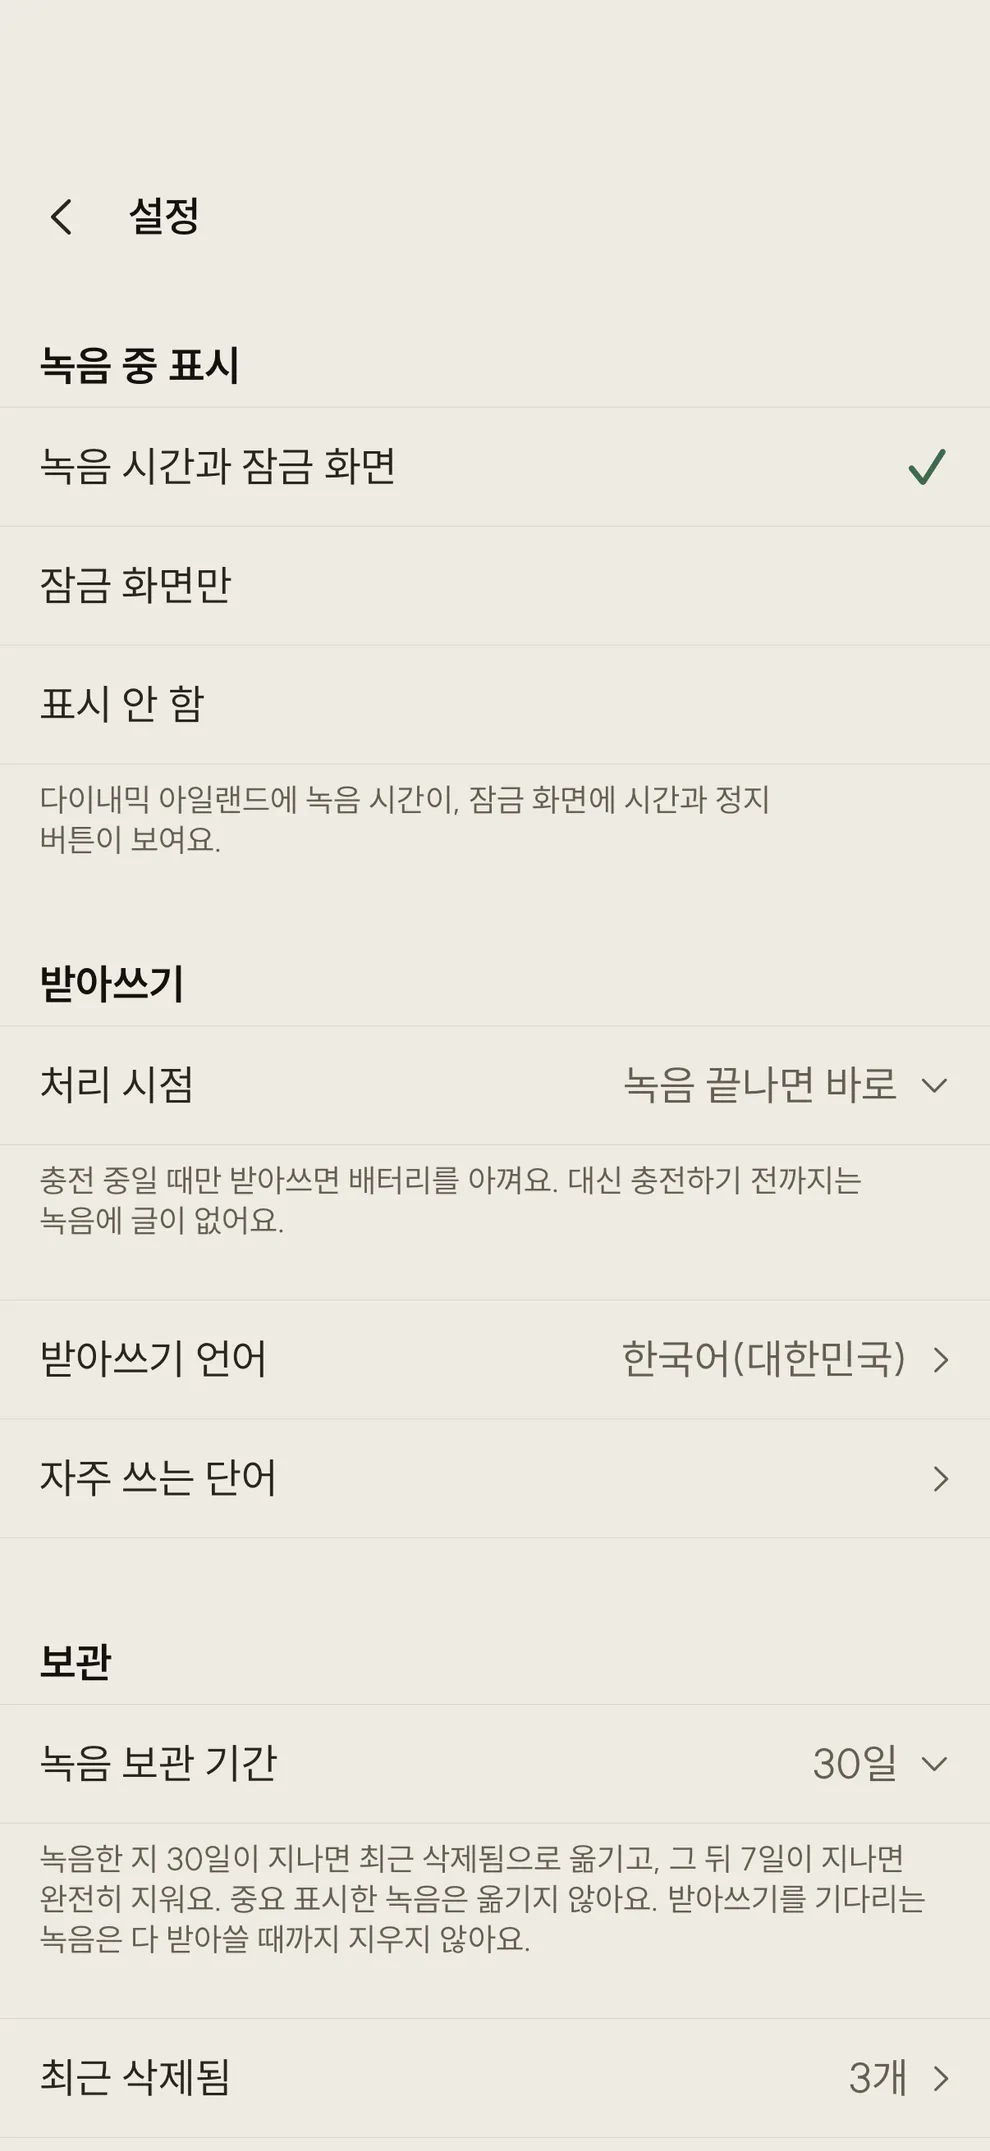 설정
녹음 중 표시
녹음 시간과 잠금 화면
잠금 화면만
표시 안 함
다이내믹 아일랜드에 녹음 시간이, 잠금 화면에 시간과 정지
버튼이 보여요.
받아쓰기
처리 시점 녹음 끝나면 바로
충전 중일 때만 받아쓰면 배터리를 아껴요. 대신 충전하기 전까지는
녹음에 글이 없어요.
받아쓰기 언어 한국어(대한민국)
자주 쓰는 단어
보관
녹음 보관 기간 30일
녹음한 지 30일이 지나면 최근 삭제됨으로 옮기고, 그 뒤 7일이 지나면
완전히 지워요. 중요 표시한 녹음은 옮기지 않아요. 받아쓰기를 기다리는
녹음은 다 받아쓸 때까지 지우지 않아요.
최근 삭제됨 3개